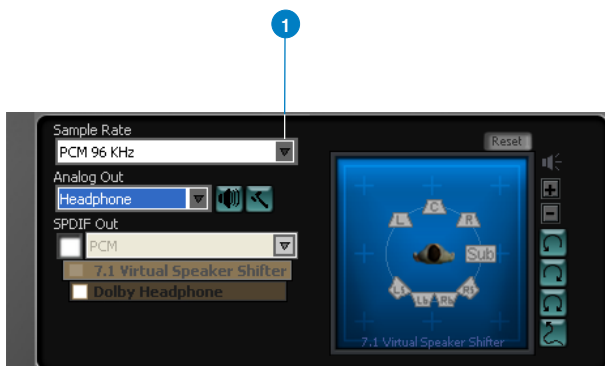 1
Sample Rate
PCM 96 KHz
Analog Out
Headphone
SPDIF Out
PCM
7.1 Virtual Speaker Shifter
Dolby Headphone
Reset
C
L
R
Sub
Ls
Lb
Rb
Rs
7.1 Virtual Speaker Shifter